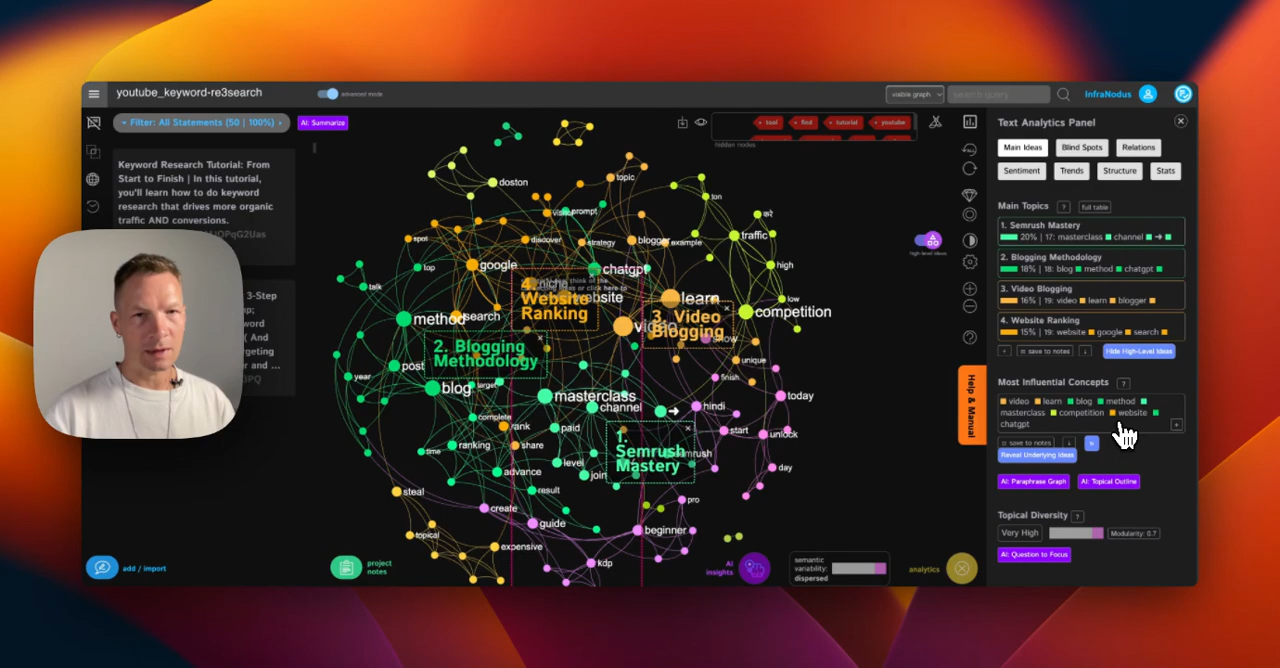 youtube_keyword-re3search
advanced mode
visible graph
search query
InfraNodus
Filter: All Statements (50 | 100%)
AI: Summarize
Keyword Research Tutorial: From
Start to Finish | In this tutorial,
you'll learn how to do keyword
research that drives more organic
traffic AND conversions.
3-Step
tool
find
tutorial
youtube
hidden nodes
doston
topic
ton
prompt
spot
discover
strategy
blogger
example
traffic
top
google
chatgpt
high
talk
4.
Website
Ranking
website
learn
low
method
search
3. Video
Blogging
competition
2. Blogging
Methodology
post
unique
year
blog
target
finish
masterclass
channel
hindi
today
complete
rank
paid
start
unlock
ranking
share
1.
Semrush
Mastery
time
level
advance
join
day
steal
result
pro
create
guide
beginner
topical
expensive
kdp
high-level ideas
add / import
project
notes
AI
insights
semantic
variability:
dispersed
analytics
Help & Manual
Text Analytics Panel
Main Ideas
Blind Spots
Relations
Sentiment
Trends
Structure
Stats
Main Topics ? full table
1. Semrush Mastery
20% | 17: masterclass channel →
2. Blogging Methodology
18% | 18: blog method chatgpt
3. Video Blogging
16% | 19: video learn blogger
4. Website Ranking
15% | 19: website google search
+ save to notes ↓ Hide High-Level Ideas
Most Influential Concepts ?
video learn blog method
masterclass competition website
chatgpt
save to notes ↓
Reveal Underlying Ideas
AI: Paraphrase Graph
AI: Topical Outline
Topical Diversity ?
Very High
Modularity: 0.7
AI: Question to Focus